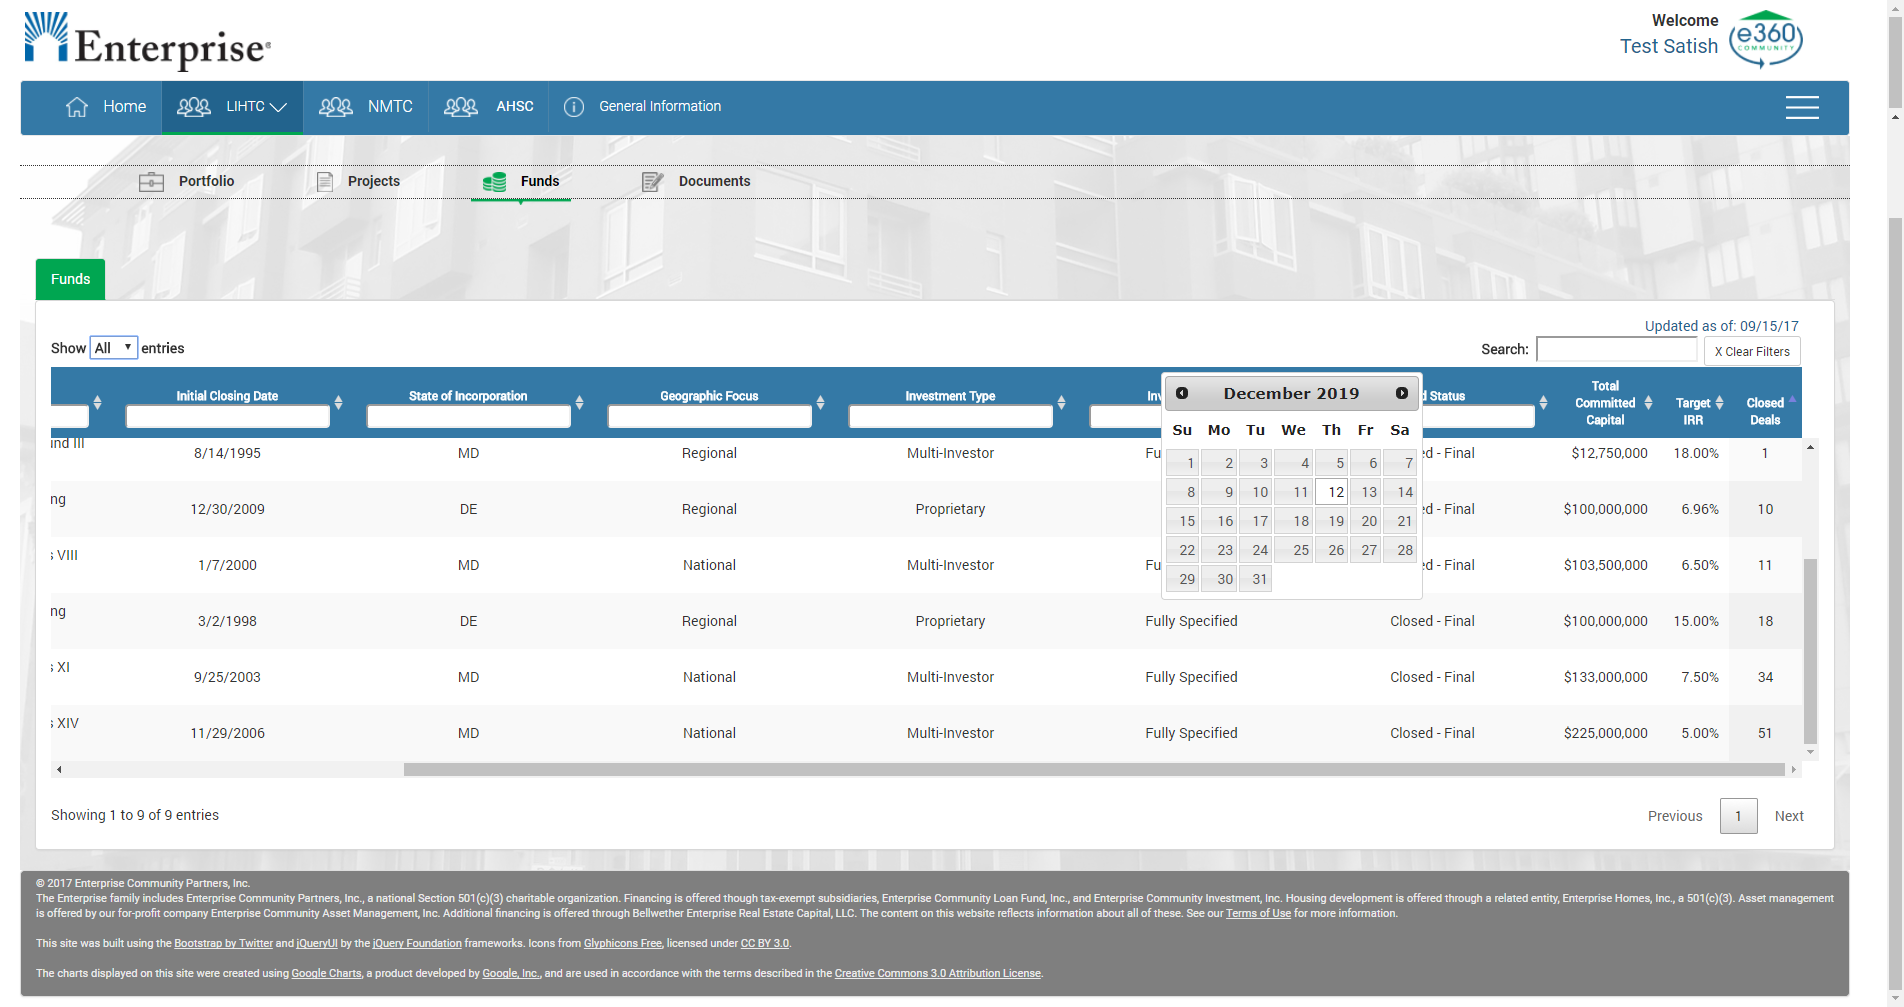 Enterprise®
Welcome
Test Satish
e360
COMMUNITY
Home
LIHTC
NMTC
AHSC
General Information
Portfolio
Projects
Funds
Documents
Funds
Updated as of: 09/15/17
Show All entries
Search:
X Clear Filters
Initial Closing Date
State of Incorporation
Geographic Focus
Investment Type
Inv
d Status
Total Committed Capital
Target IRR
Closed Deals
und III 8/14/1995 MD Regional Multi-Investor Fu ed - Final $12,750,000 18.00% 1
ng 12/30/2009 DE Regional Proprietary ed - Final $100,000,000 6.96% 10
s VIII 1/7/2000 MD National Multi-Investor Fu ed - Final $103,500,000 6.50% 11
ng 3/2/1998 DE Regional Proprietary Fully Specified Closed - Final $100,000,000 15.00% 18
s XI 9/25/2003 MD National Multi-Investor Fully Specified Closed - Final $133,000,000 7.50% 34
s XIV 11/29/2006 MD National Multi-Investor Fully Specified Closed - Final $225,000,000 5.00% 51
December 2019
Su Mo Tu We Th Fr Sa
1 2 3 4 5 6 7
8 9 10 11 12 13 14
15 16 17 18 19 20 21
22 23 24 25 26 27 28
29 30 31
Showing 1 to 9 of 9 entries
Previous 1 Next
© 2017 Enterprise Community Partners, Inc.
The Enterprise family includes Enterprise Community Partners, Inc., a national Section 501(c)(3) charitable organization. Financing is offered though tax-exempt subsidiaries, Enterprise Community Loan Fund, Inc., and Enterprise Community Investment, Inc. Housing development is offered through a related entity, Enterprise Homes, Inc., a 501(c)(3). Asset management
is offered by our for-profit company Enterprise Community Asset Management, Inc. Additional financing is offered through Bellwether Enterprise Real Estate Capital, LLC. The content on this website reflects information about all of these. See our Terms of Use for more information.
This site was built using the Bootstrap by Twitter and jQueryUI by the jQuery Foundation frameworks. Icons from Glyphicons Free, licensed under CC BY 3.0.
The charts displayed on this site were created using Google Charts, a product developed by Google, Inc., and are used in accordance with the terms described in the Creative Commons 3.0 Attribution License.